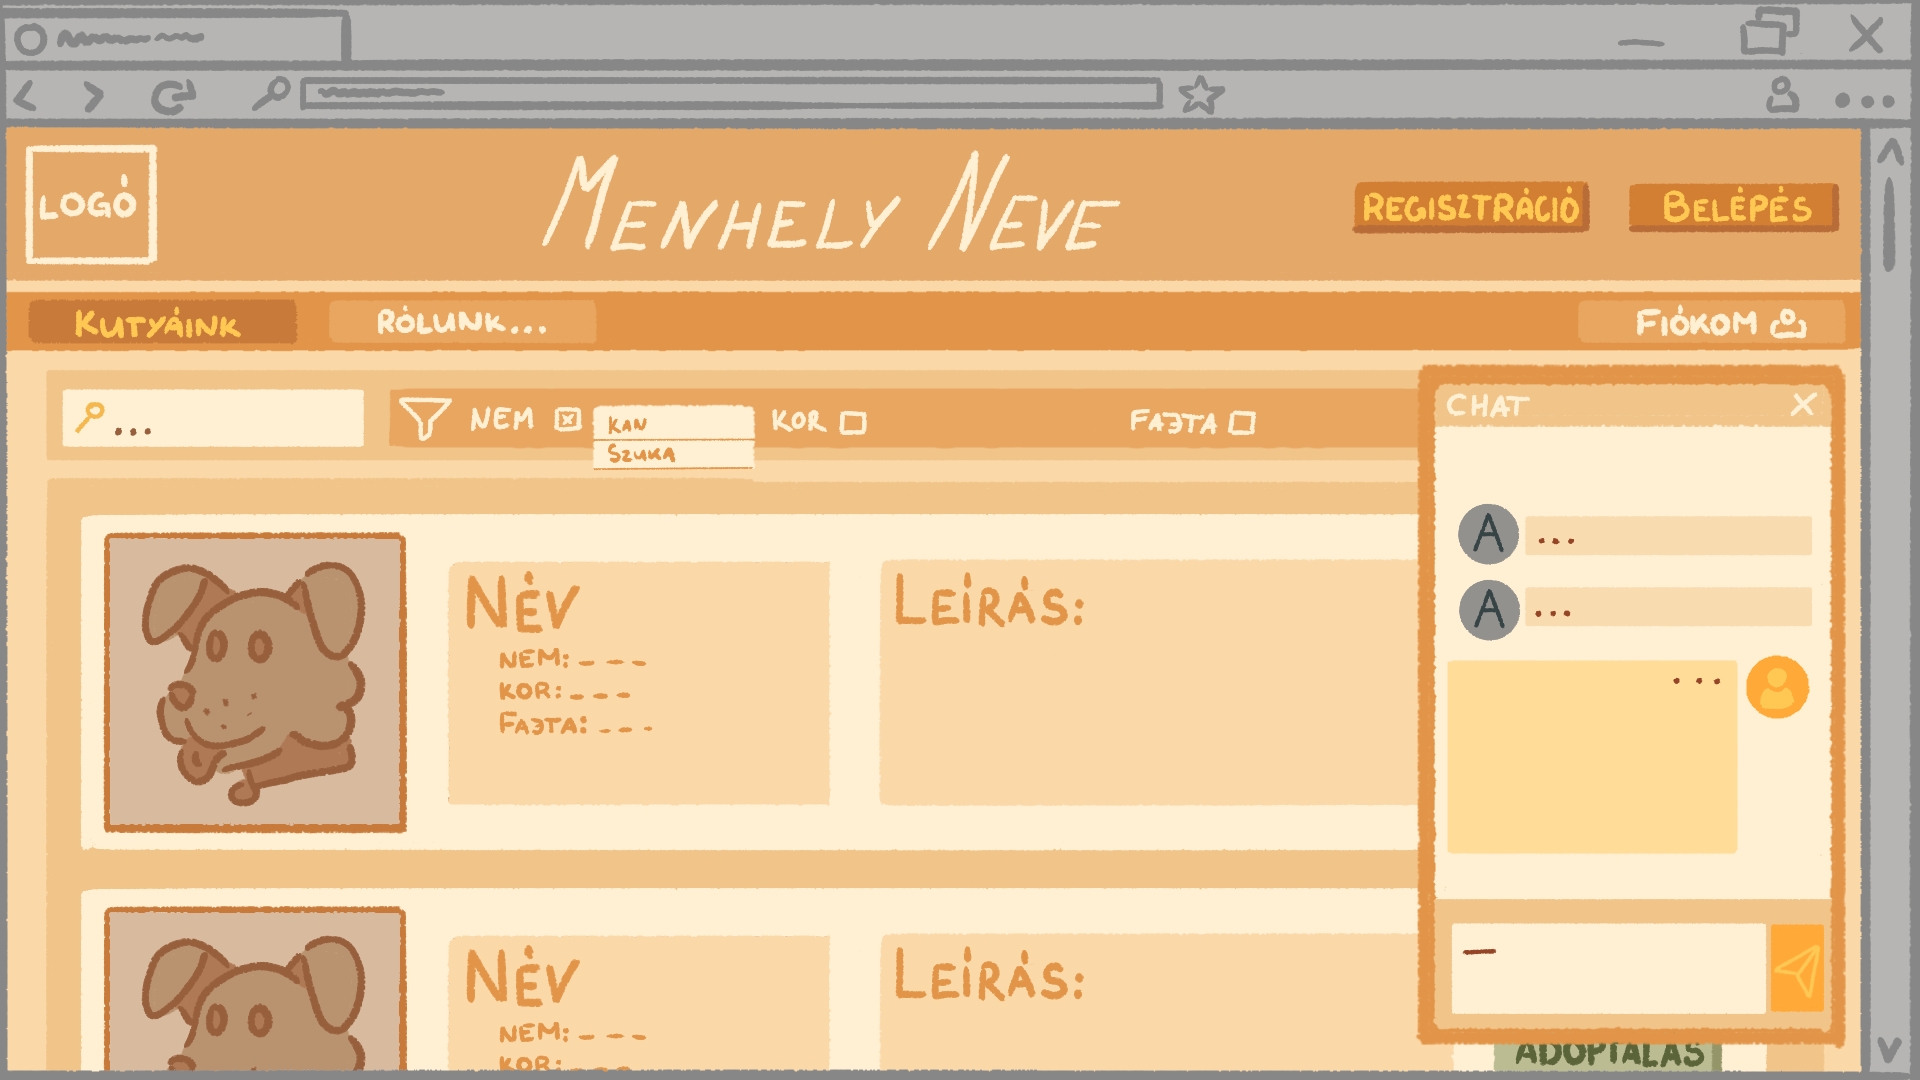 LOGÓ
MENHELY NEVE
REGISZTRÁCIÓ
BELÉPÉS
KUTYÁINK
RÓLUNK...
FIÓKOM
...
NEM
KAN
SZUKA
KOR
FAJTA
CHAT
A ...
A ...
...
NÉV
NEM: - - -
KOR: - - -
FAJTA: - - -
LEÍRÁS:
NÉV
NEM: - - -
KOR: - - -
LEÍRÁS:
ADOPTÁLÁS